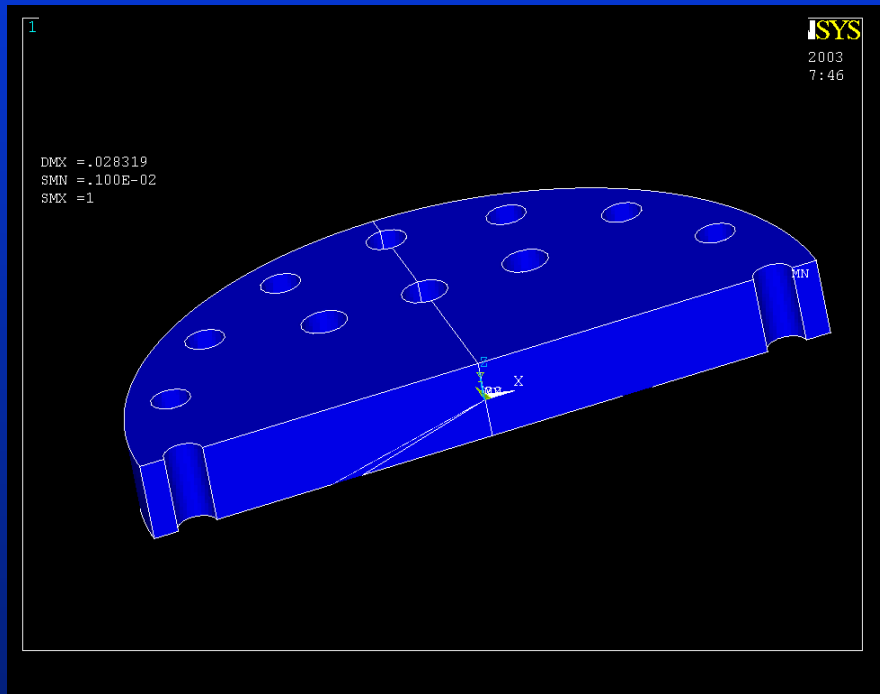 1
SYS
2003
7:46
DMX =.028319
SMN =.100E-02
SMX =1
MN
Z
Y
X